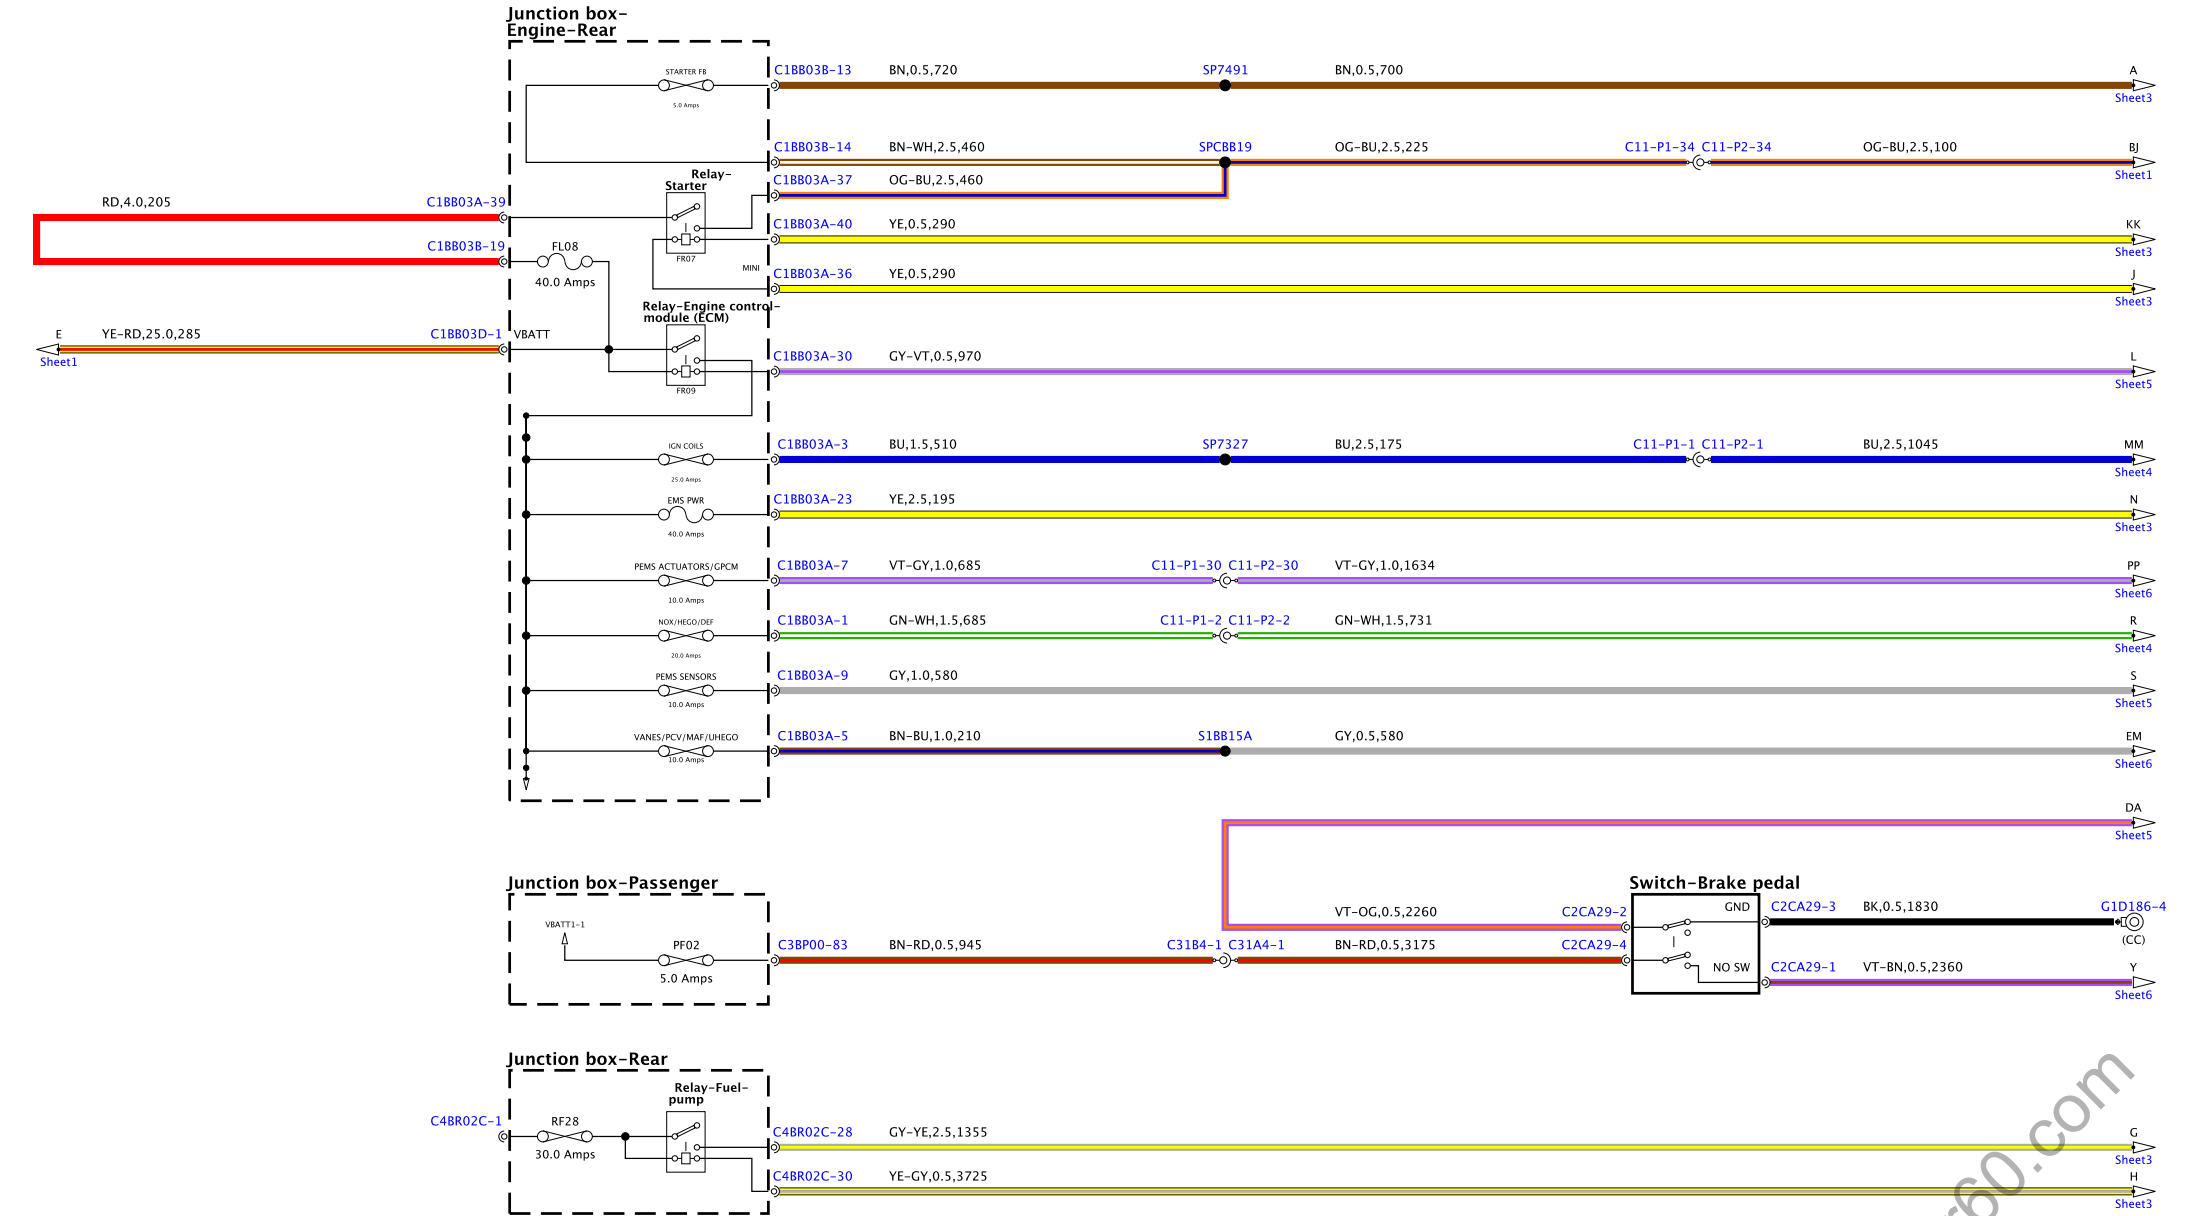 Junction box-
Engine-Rear
STARTER FB
5.0 Amps
C1BB03B-13 BN,0.5,720 SP7491 BN,0.5,700 A
Sheet3
C1BB03B-14 BN-WH,2.5,460 SPCBB19 OG-BU,2.5,225 C11-P1-34 C11-P2-34 OG-BU,2.5,100 BJ
Sheet1
Relay-
Starter
C1BB03A-37 OG-BU,2.5,460
RD,4.0,205 C1BB03A-39
C1BB03A-40 YE,0.5,290 KK
Sheet3
C1BB03B-19 FL08
40.0 Amps
FR07
MINI
C1BB03A-36 YE,0.5,290 J
Sheet3
Relay-Engine control-
module (ECM)
E YE-RD,25.0,285 C1BB03D-1 VBATT
Sheet1
C1BB03A-30 GY-VT,0.5,970 L
Sheet5
FR09
IGN COILS
25.0 Amps
C1BB03A-3 BU,1.5,510 SP7327 BU,2.5,175 C11-P1-1 C11-P2-1 BU,2.5,1045 MM
Sheet4
EMS PWR
40.0 Amps
C1BB03A-23 YE,2.5,195 N
Sheet3
PEMS ACTUATORS/GPCM
10.0 Amps
C1BB03A-7 VT-GY,1.0,685 C11-P1-30 C11-P2-30 VT-GY,1.0,1634 PP
Sheet6
NOX/HEGO/DEF
20.0 Amps
C1BB03A-1 GN-WH,1.5,685 C11-P1-2 C11-P2-2 GN-WH,1.5,731 R
Sheet4
PEMS SENSORS
10.0 Amps
C1BB03A-9 GY,1.0,580 S
Sheet5
VANES/PCV/MAF/UHEGO
10.0 Amps
C1BB03A-5 BN-BU,1.0,210 S1BB15A GY,0.5,580 EM
Sheet6
DA
Sheet5
Junction box-Passenger
VBATT1-1
PF02
5.0 Amps
Switch-Brake pedal
VT-OG,0.5,2260 C2CA29-2
GND C2CA29-3 BK,0.5,1830 G1D186-4
(CC)
C3BP00-83 BN-RD,0.5,945 C31B4-1 C31A4-1 BN-RD,0.5,3175 C2CA29-4
NO SW C2CA29-1 VT-BN,0.5,2360 Y
Sheet6
Junction box-Rear
Relay-Fuel-
pump
C4BR02C-1 RF28
30.0 Amps
C4BR02C-28 GY-YE,2.5,1355 G
Sheet3
C4BR02C-30 YE-GY,0.5,3725 H
Sheet3
r60.com